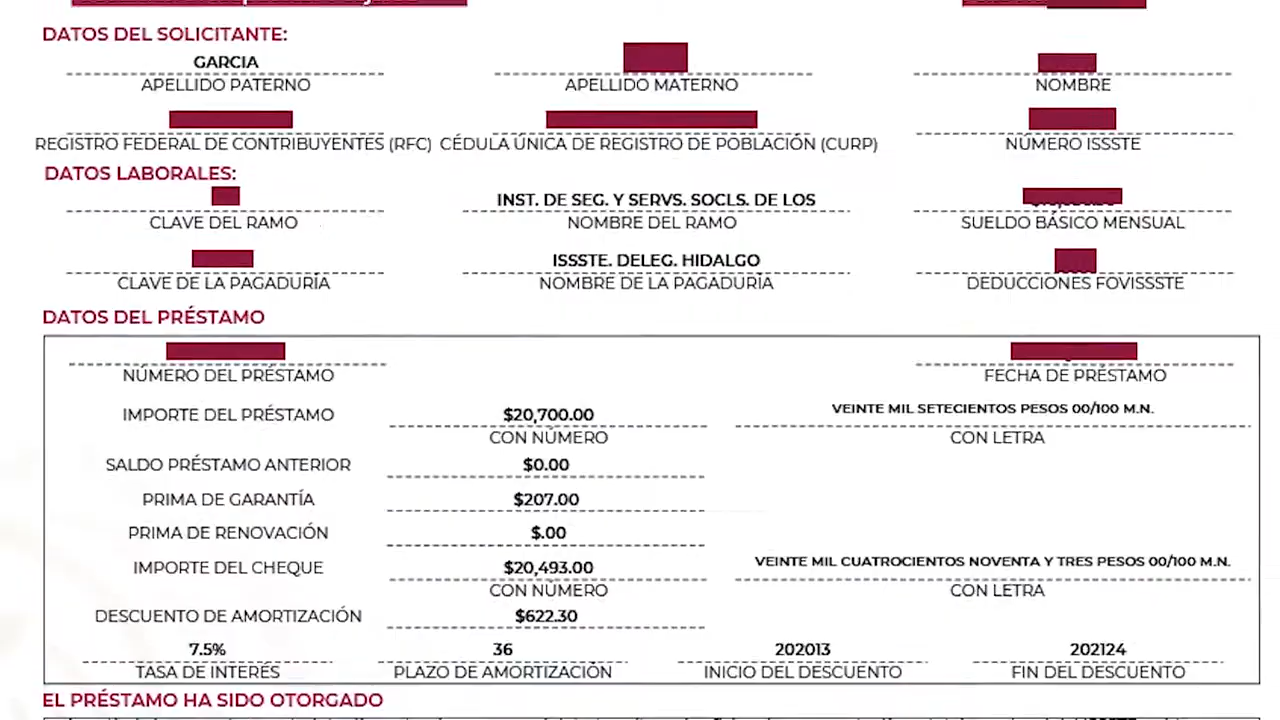 DATOS DEL SOLICITANTE:
GARCIA
APELLIDO PATERNO APELLIDO MATERNO NOMBRE
REGISTRO FEDERAL DE CONTRIBUYENTES (RFC) CÉDULA ÚNICA DE REGISTRO DE POBLACIÓN (CURP) NÚMERO ISSSTE
DATOS LABORALES:
INST. DE SEG. Y SERVS. SOCLS. DE LOS
CLAVE DEL RAMO NOMBRE DEL RAMO SUELDO BÁSICO MENSUAL
ISSSTE. DELEG. HIDALGO
CLAVE DE LA PAGADURÍA NOMBRE DE LA PAGADURÍA DEDUCCIONES FOVISSSTE
DATOS DEL PRÉSTAMO
NÚMERO DEL PRÉSTAMO FECHA DE PRÉSTAMO
IMPORTE DEL PRÉSTAMO $20,700.00 VEINTE MIL SETECIENTOS PESOS 00/100 M.N.
CON NÚMERO CON LETRA
SALDO PRÉSTAMO ANTERIOR $0.00
PRIMA DE GARANTÍA $207.00
PRIMA DE RENOVACIÓN $.00
IMPORTE DEL CHEQUE $20,493.00 VEINTE MIL CUATROCIENTOS NOVENTA Y TRES PESOS 00/100 M.N.
CON NÚMERO CON LETRA
DESCUENTO DE AMORTIZACIÓN $622.30
7.5% 36 202013 202124
TASA DE INTERÉS PLAZO DE AMORTIZACIÓN INICIO DEL DESCUENTO FIN DEL DESCUENTO
EL PRÉSTAMO HA SIDO OTORGADO